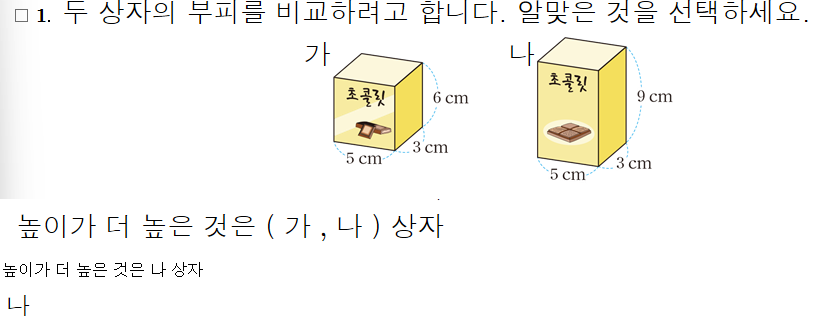 □ 1. 두 상자의 부피를 비교하려고 합니다. 알맞은 것을 선택하세요.
가
나
초콜릿
초콜릿
6 cm
9 cm
5 cm
3 cm
5 cm
3 cm
높이가 더 높은 것은 ( 가 , 나 ) 상자
높이가 더 높은 것은 나 상자
나